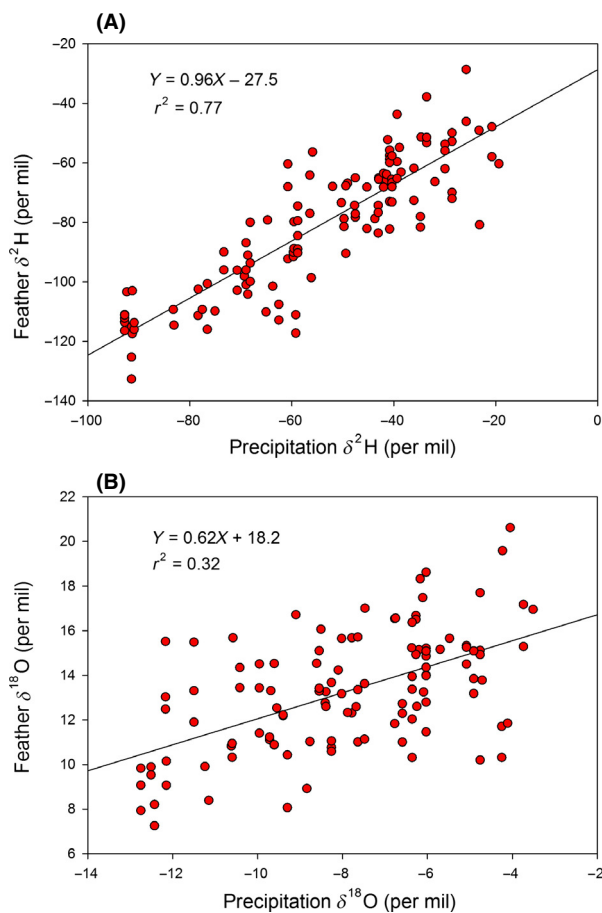 (A)
−20
−40
−60
−80
−100
−120
−140
Y = 0.96X − 27.5
r² = 0.77
Feather δ²H (per mil)
−100 −80 −60 −40 −20 0
Precipitation δ²H (per mil)
(B)
22
20
18
16
14
12
10
8
6
Y = 0.62X + 18.2
r² = 0.32
Feather δ¹⁸O (per mil)
−14 −12 −10 −8 −6 −4 −2
Precipitation δ¹⁸O (per mil)